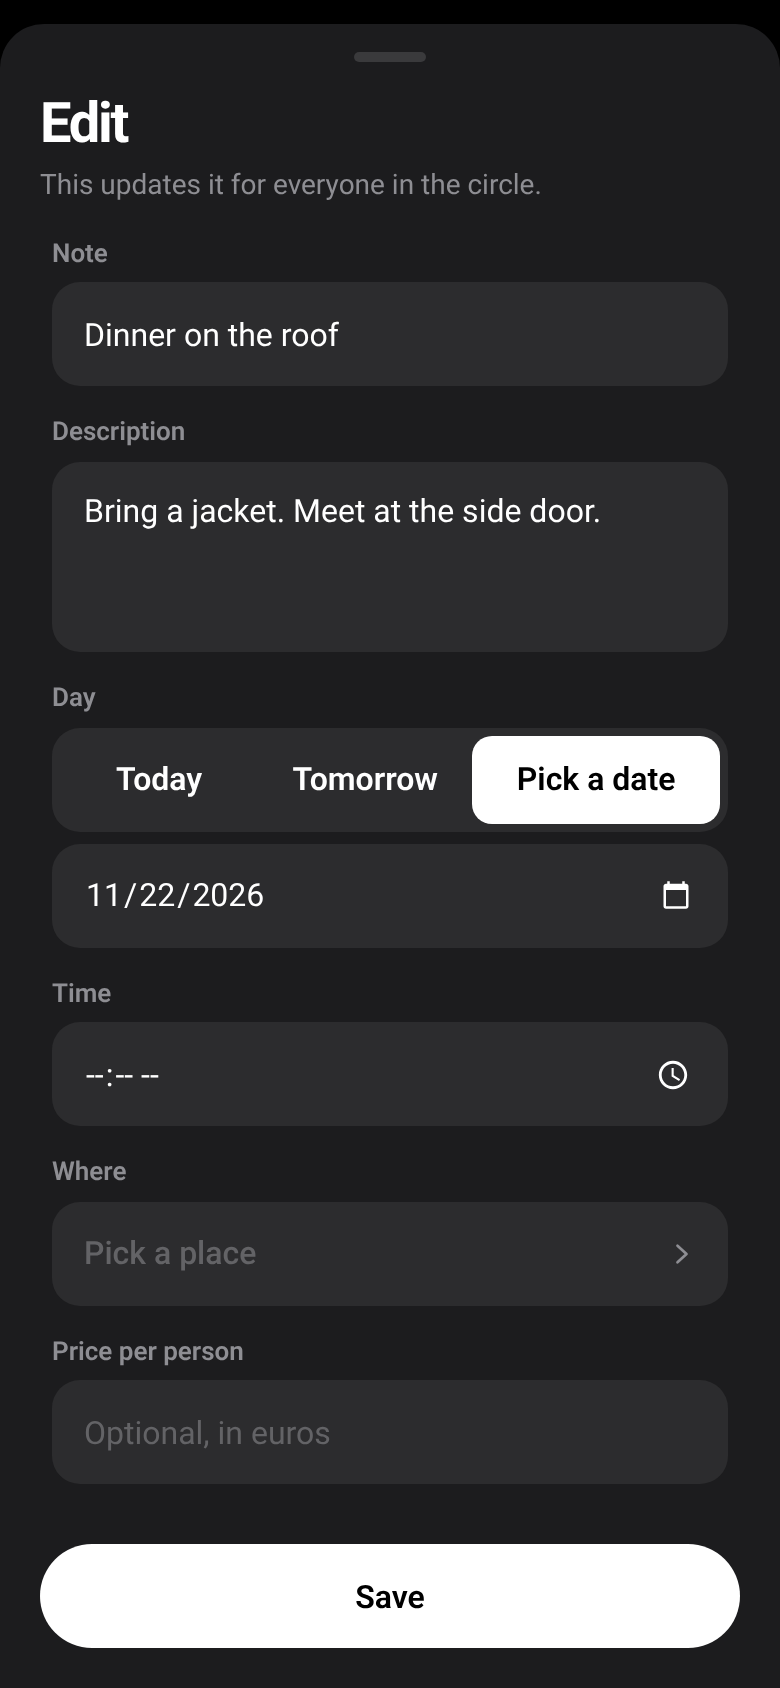 Edit
This updates it for everyone in the circle.
Note
Dinner on the roof
Description
Bring a jacket. Meet at the side door.
Day
Today Tomorrow Pick a date
11/22/2026
Time
--:-- --
Where
Pick a place
Price per person
Optional, in euros
Save